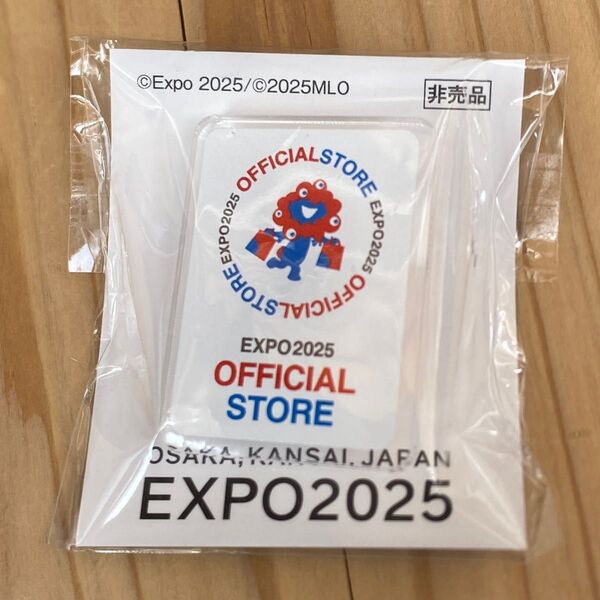 ©Expo 2025/©2025MLO
非売品
OFFICIALSTORE EXPO2025 OFFICIALSTORE EXPO2025
EXPO2025
OFFICIAL
STORE
OSAKA, KANSAI, JAPAN
EXPO2025